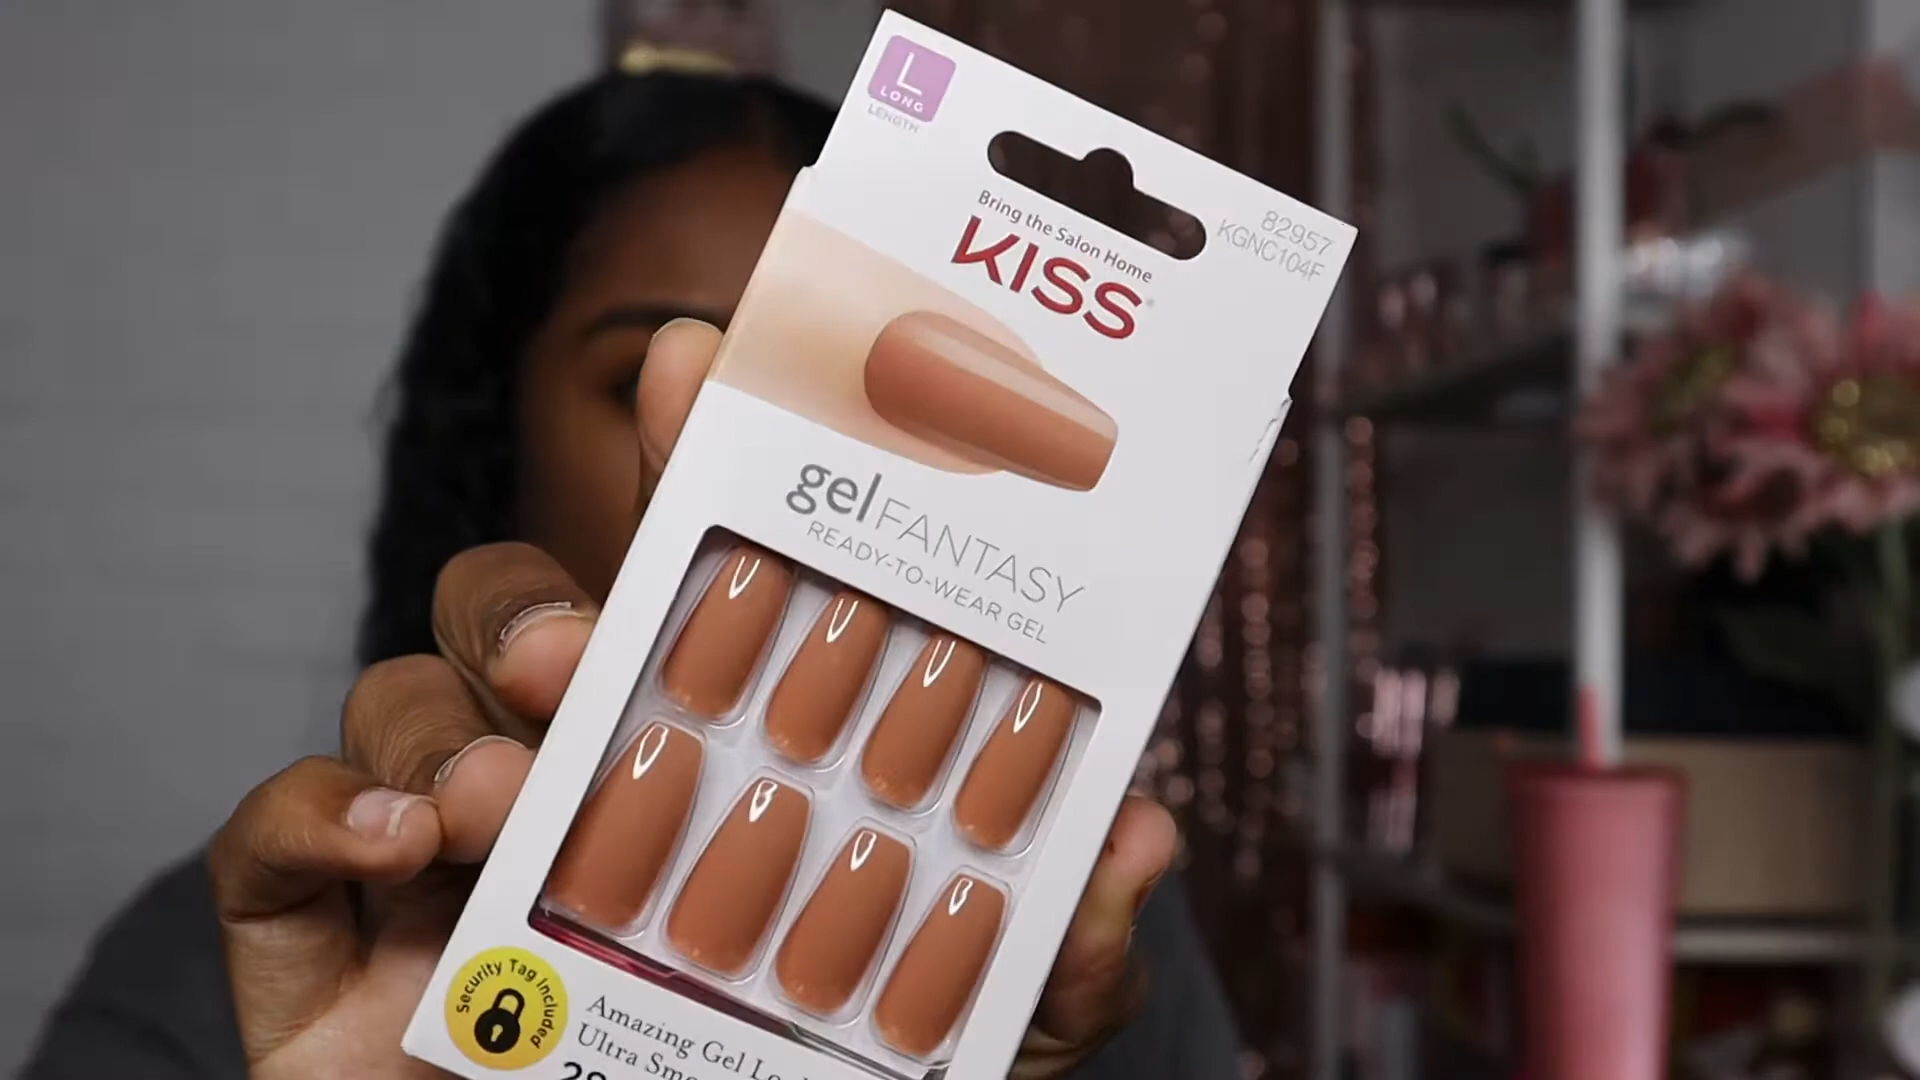 L
LONG
LENGTH
82957
KGNC104F
Bring the Salon Home
KISS
gel FANTASY
READY-TO-WEAR GEL
Security Tag Included
Amazing Gel
Ultra